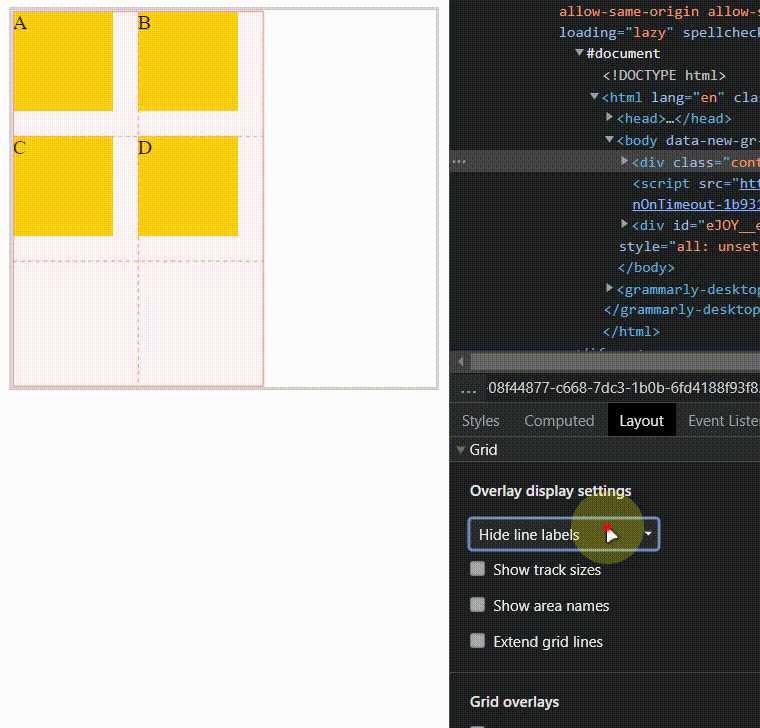 A
B
C
D
allow-same-origin allow-
loading="lazy" spellchec
#document
<!DOCTYPE html>
<html lang="en" cla
<head>…</head>
<body data-new-gr-
<div class="cont
<script src="htt
nOnTimeout-1b931
<div id="eJOY__e
style="all: unset
</body>
<grammarly-desktop
</grammarly-desktop
</html>
… 08f44877-c668-7dc3-1b0b-6fd4188f93f8
Styles Computed Layout Event Liste
Grid
Overlay display settings
Hide line labels
Show track sizes
Show area names
Extend grid lines
Grid overlays